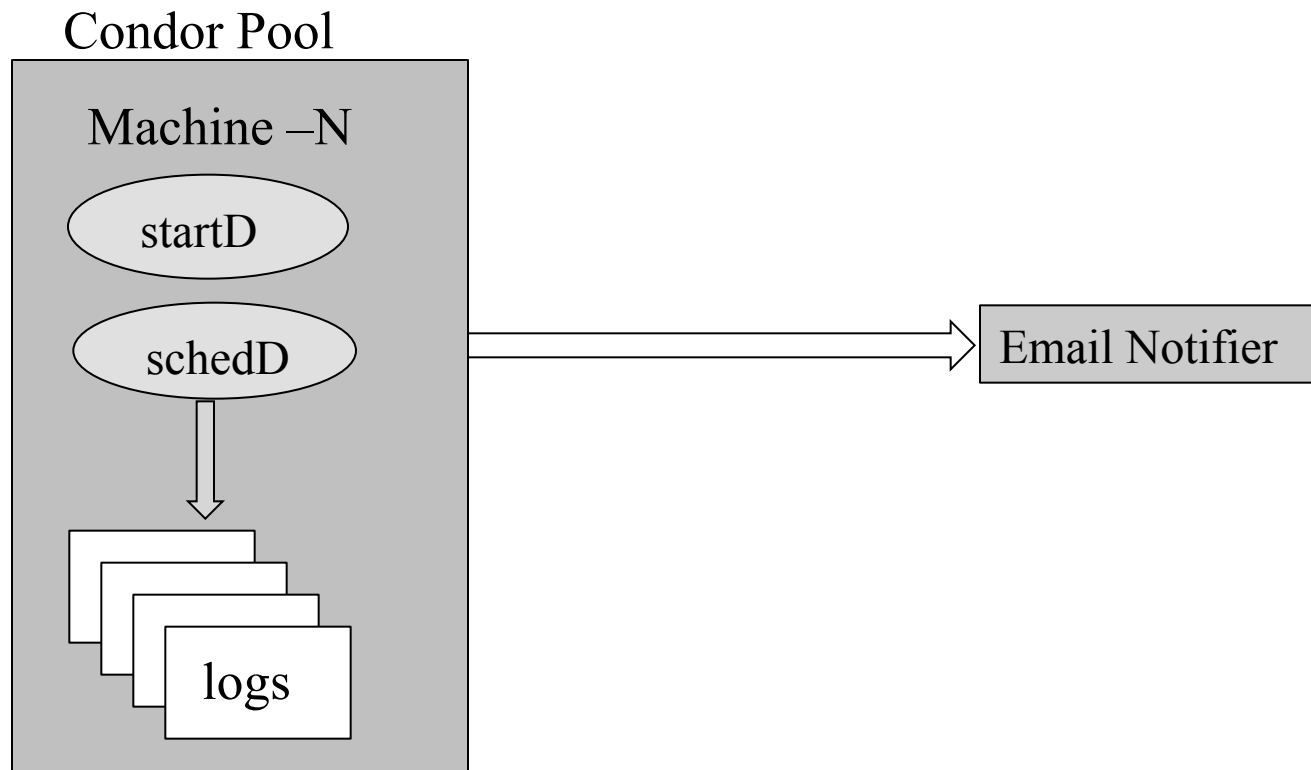 Condor Pool
Machine –N
startD
schedD
Email Notifier
logs